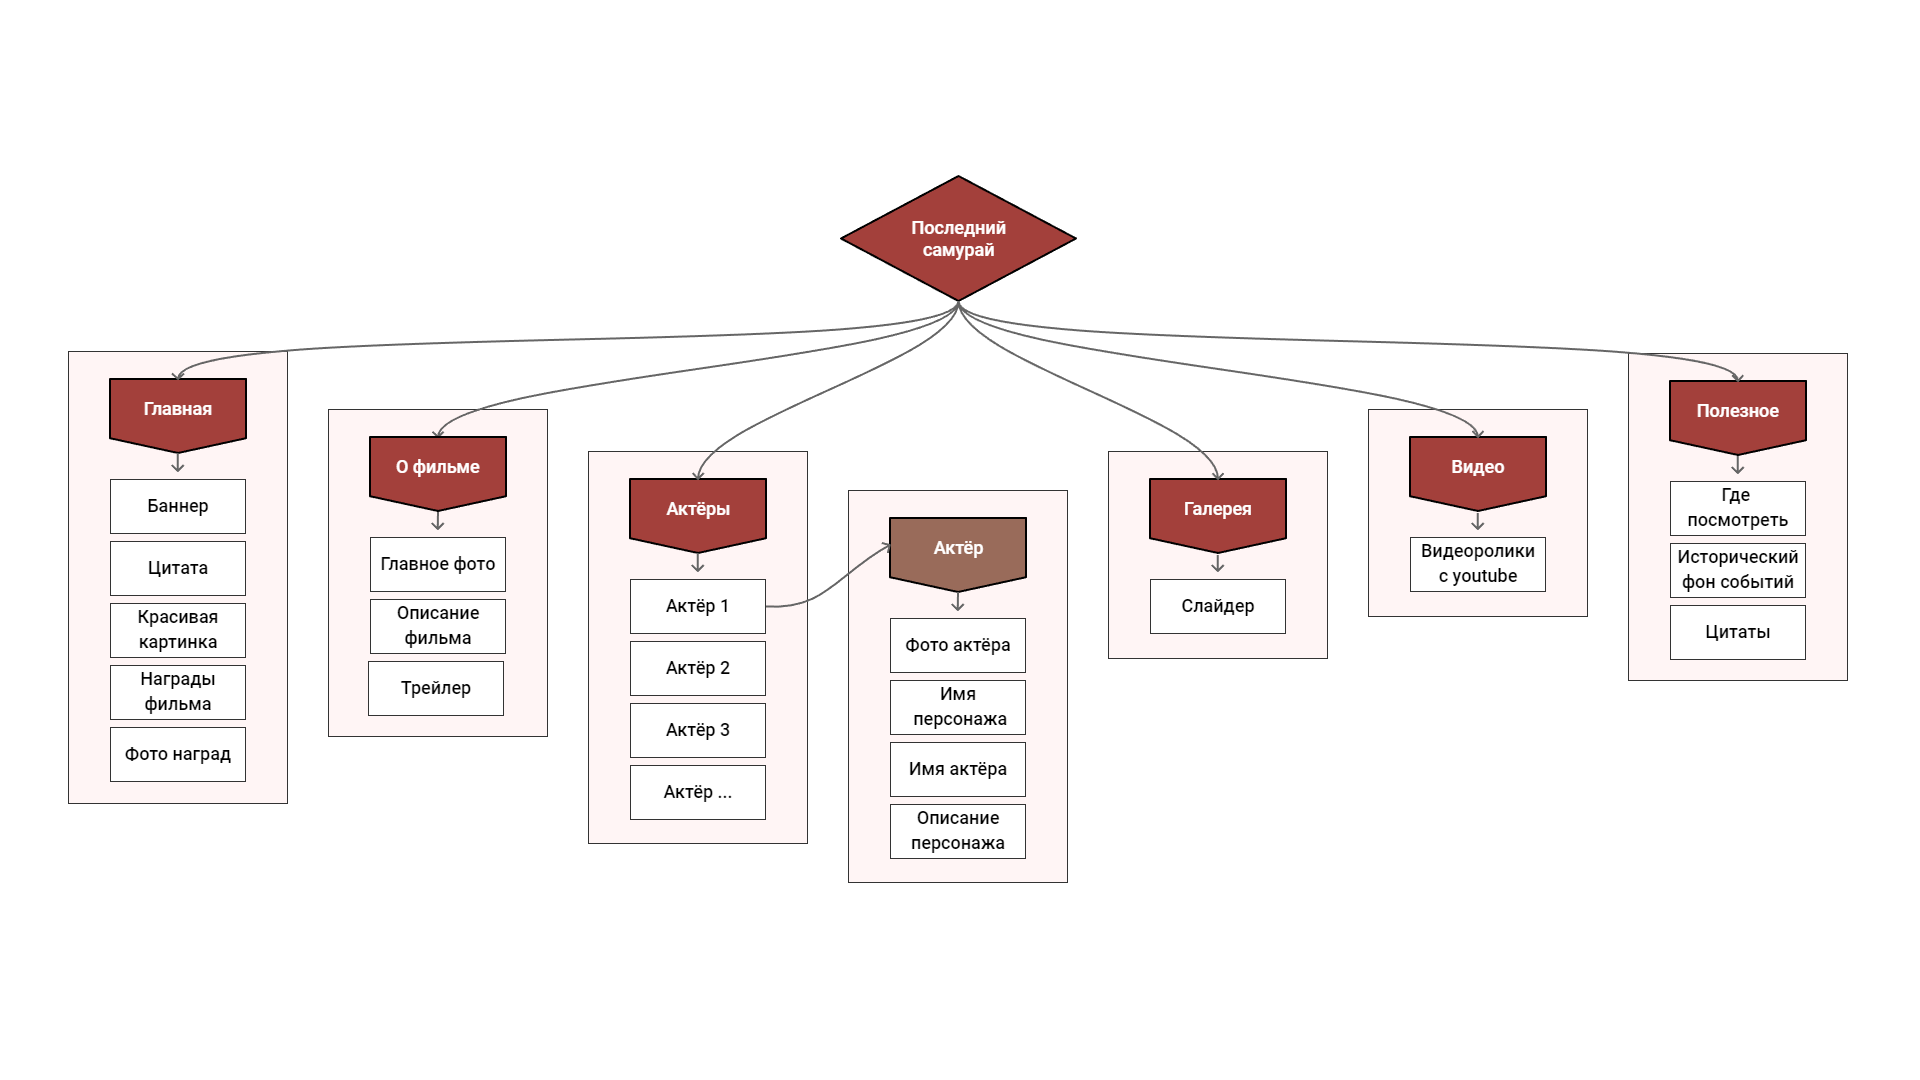 Последний
самурай
Главная
Баннер
Цитата
Красивая
картинка
Награды
фильма
Фото наград
О фильме
Главное фото
Описание
фильма
Трейлер
Актёры
Актёр 1
Актёр 2
Актёр 3
Актёр ...
Актёр
Фото актёра
Имя
персонажа
Имя актёра
Описание
персонажа
Галерея
Слайдер
Видео
Видеоролики
с youtube
Полезное
Где
посмотреть
Исторический
фон событий
Цитаты